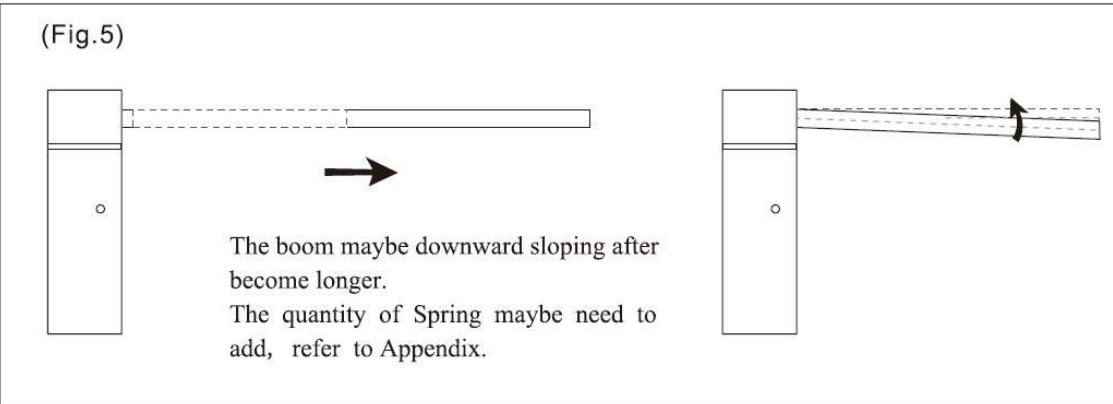 (Fig.5)
The boom maybe downward sloping after
become longer.
The quantity of Spring maybe need to
add, refer to Appendix.